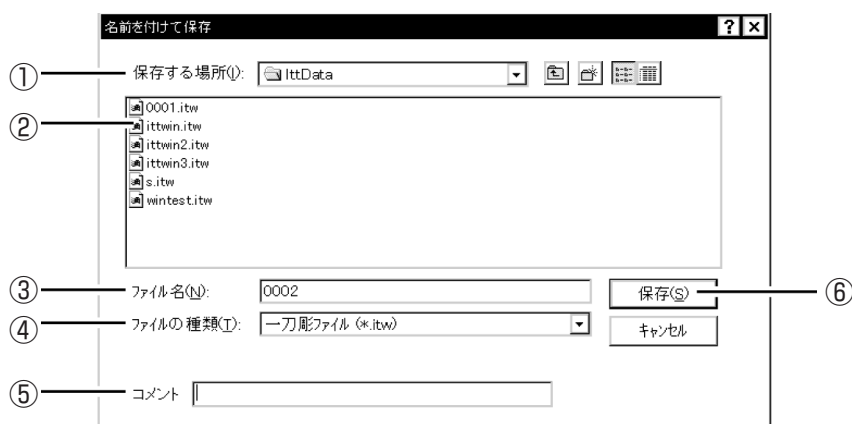 名前を付けて保存
① 保存する場所(I): IttData
0001.itw
② ittwin.itw
ittwin2.itw
ittwin3.itw
s.itw
wintest.itw
③ ファイル名(N): 0002 保存(S) ⑥
④ ファイルの種類(T): 一刀彫ファイル (*.itw) キャンセル
⑤ コメント